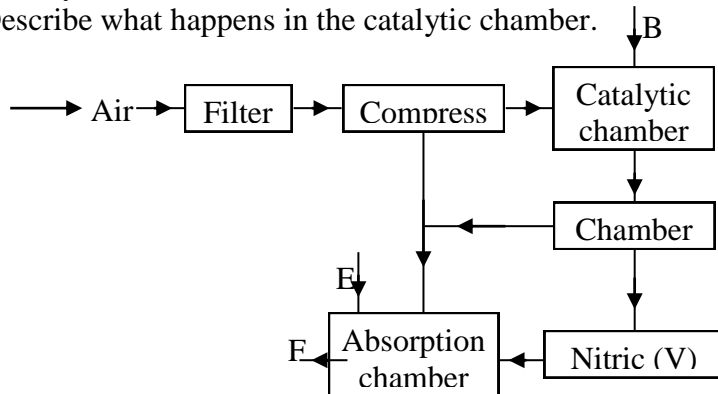 Describe what happens in the catalytic chamber.
B
Air
Filter
Compress
Catalytic
chamber
Chamber
E
F
Absorption
chamber
Nitric (V)